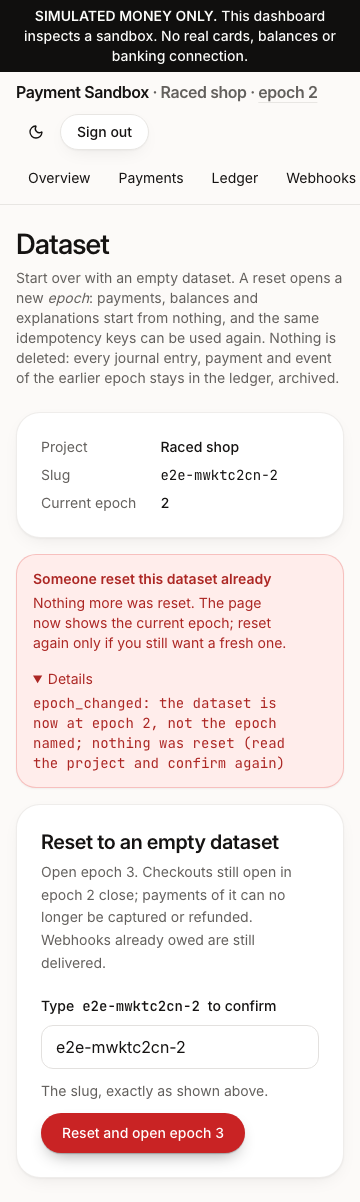 SIMULATED MONEY ONLY. This dashboard
inspects a sandbox. No real cards, balances or
banking connection.
Payment Sandbox · Raced shop · epoch 2
Sign out
Overview Payments Ledger Webhooks
Dataset
Start over with an empty dataset. A reset opens a
new epoch: payments, balances and
explanations start from nothing, and the same
idempotency keys can be used again. Nothing is
deleted: every journal entry, payment and event
of the earlier epoch stays in the ledger, archived.
Project Raced shop
Slug e2e-mwktc2cn-2
Current epoch 2
Someone reset this dataset already
Nothing more was reset. The page
now shows the current epoch; reset
again only if you still want a fresh one.
▼ Details
epoch_changed: the dataset is
now at epoch 2, not the epoch
named; nothing was reset (read
the project and confirm again)
Reset to an empty dataset
Open epoch 3. Checkouts still open in
epoch 2 close; payments of it can no
longer be captured or refunded.
Webhooks already owed are still
delivered.
Type e2e-mwktc2cn-2 to confirm
e2e-mwktc2cn-2
The slug, exactly as shown above.
Reset and open epoch 3